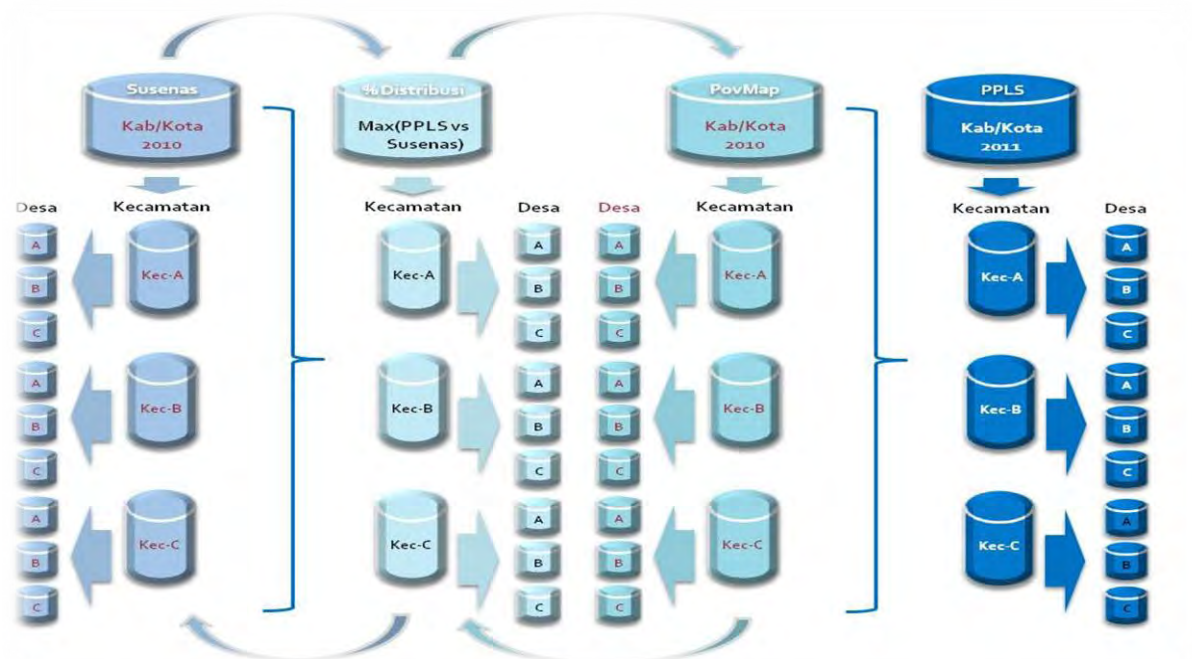 Susenas
Kab/Kota
2010
%Distribusi
Max(PPLS vs
Susenas)
PovMap
Kab/Kota
2010
PPLS
Kab/Kota
2011
Desa
Kecamatan
Kecamatan
Desa
Desa
Kecamatan
Kecamatan
Desa
A
B
C
Kec-A
Kec-A
A
B
C
A
B
C
Kec-A
Kec-A
A
B
C
A
B
C
Kec-B
Kec-B
A
B
C
A
B
C
Kec-B
Kec-B
A
B
C
A
B
C
Kec-C
Kec-C
A
B
C
A
B
C
Kec-C
Kec-C
A
B
C